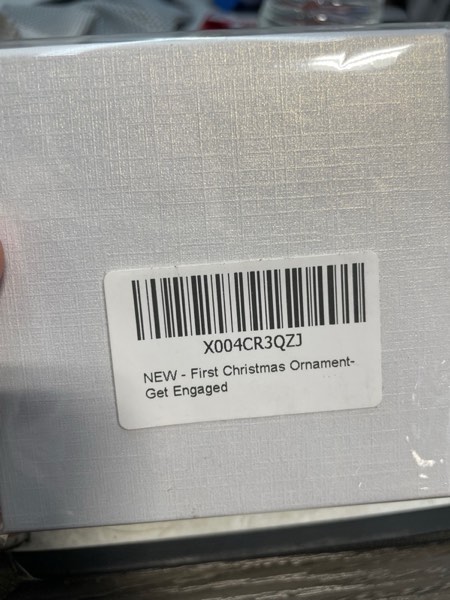 X004CR3QZJ
NEW - First Christmas Ornament-
Get Engaged